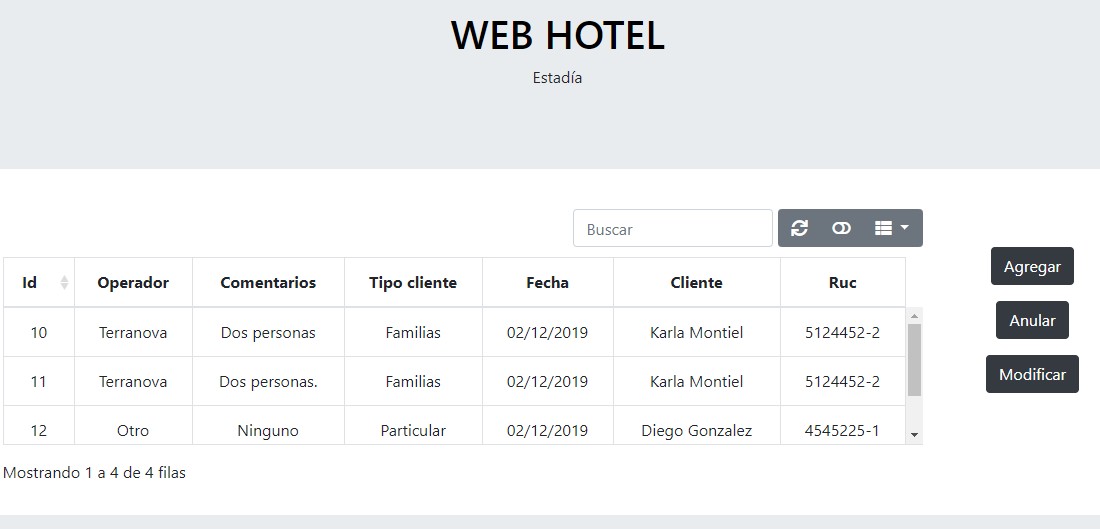 WEB HOTEL
Estadía
Buscar
Agregar
Id Operador Comentarios Tipo cliente Fecha Cliente Ruc
Anular
10 Terranova Dos personas Familias 02/12/2019 Karla Montiel 5124452-2
Modificar
11 Terranova Dos personas. Familias 02/12/2019 Karla Montiel 5124452-2
12 Otro Ninguno Particular 02/12/2019 Diego Gonzalez 4545225-1
Mostrando 1 a 4 de 4 filas